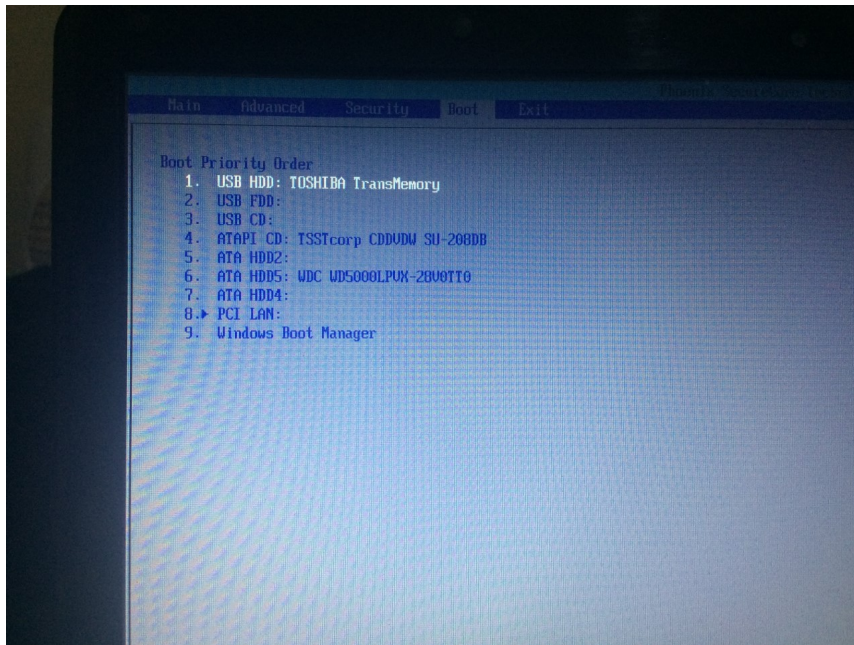 Main Advanced Security Boot Exit
Boot Priority Order
1. USB HDD: TOSHIBA TransMemory
2. USB FDD:
3. USB CD:
4. ATAPI CD: TSSTcorp CDDVDW SU-208DB
5. ATA HDD2:
6. ATA HDD5: WDC WD5000LPVX-28V0TT0
7. ATA HDD4:
8. PCI LAN:
9. Windows Boot Manager